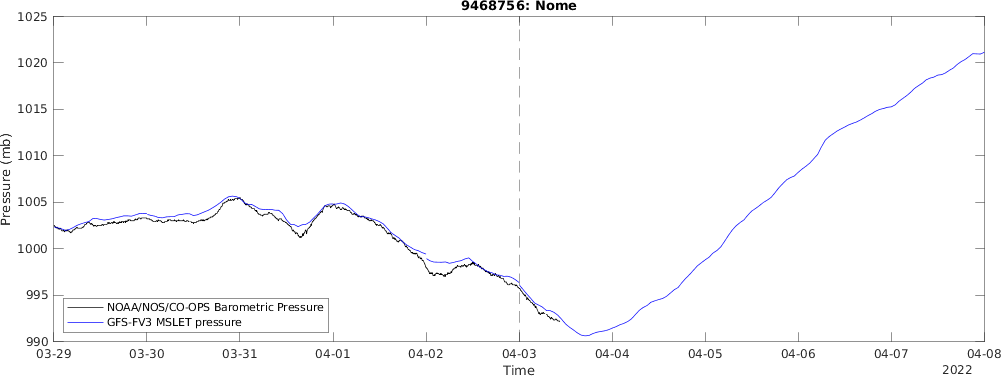 9468756: Nome
1025
1020
1015
1010
1005
1000
995
990
Pressure (mb)
NOAA/NOS/CO-OPS Barometric Pressure
GFS-FV3 MSLET pressure
03-29 03-30 03-31 04-01 04-02 04-03 04-04 04-05 04-06 04-07 04-08
Time
2022